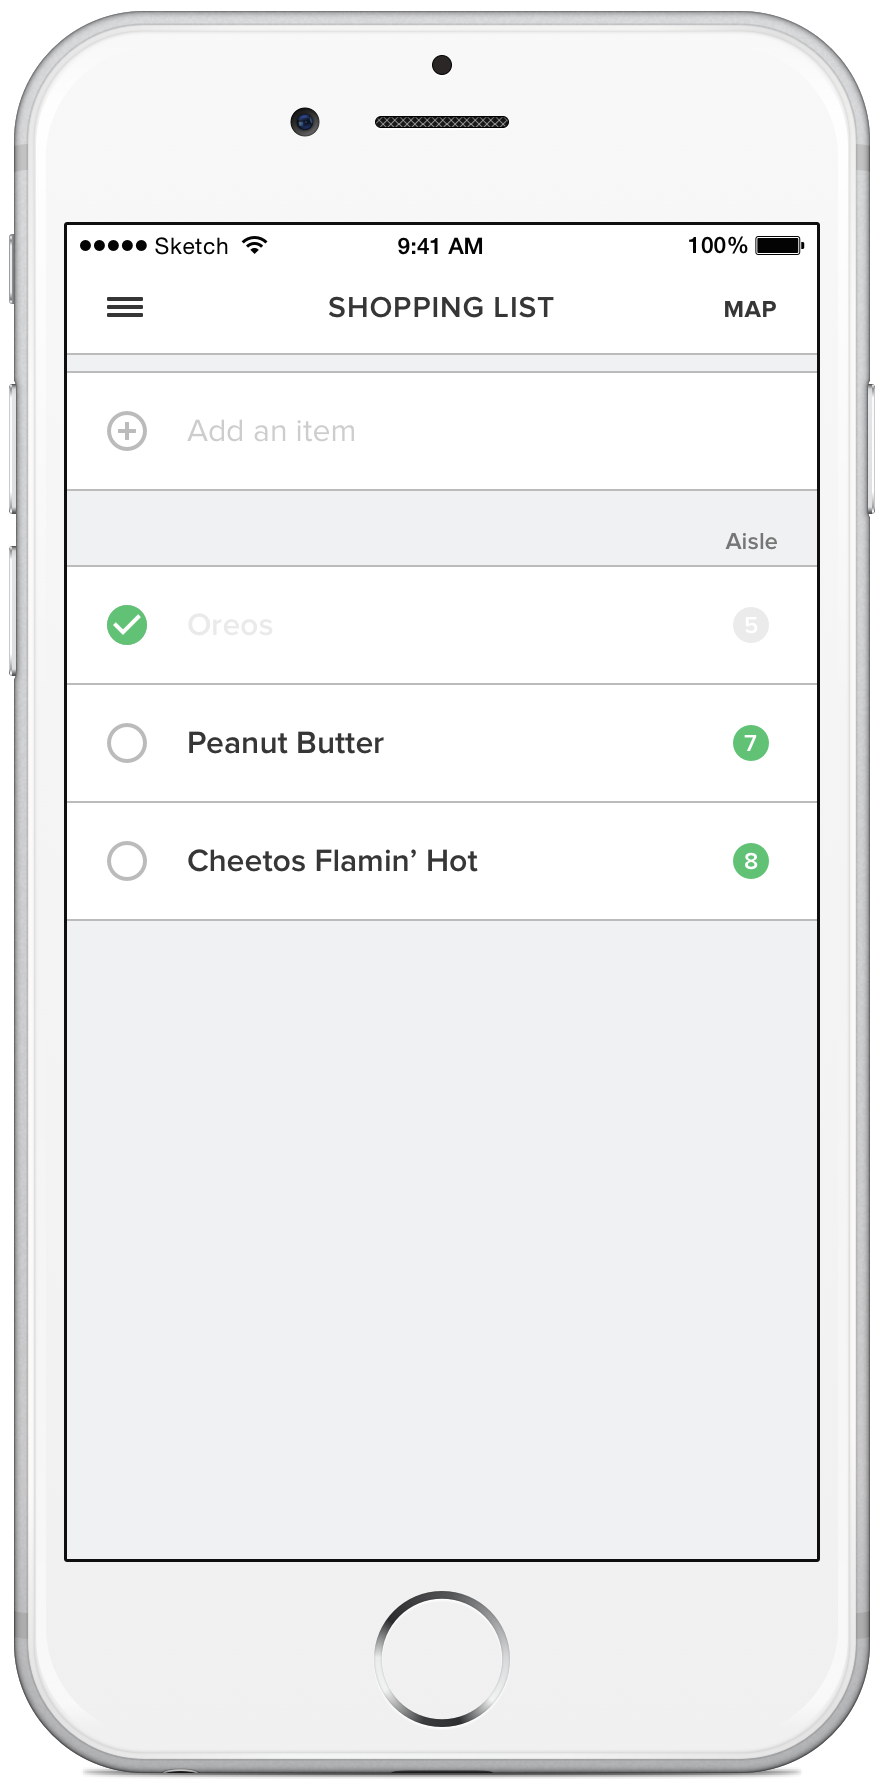 Sketch 9:41 AM 100%
SHOPPING LIST MAP
Add an item
Aisle
Oreos 5
Peanut Butter 7
Cheetos Flamin’ Hot 8